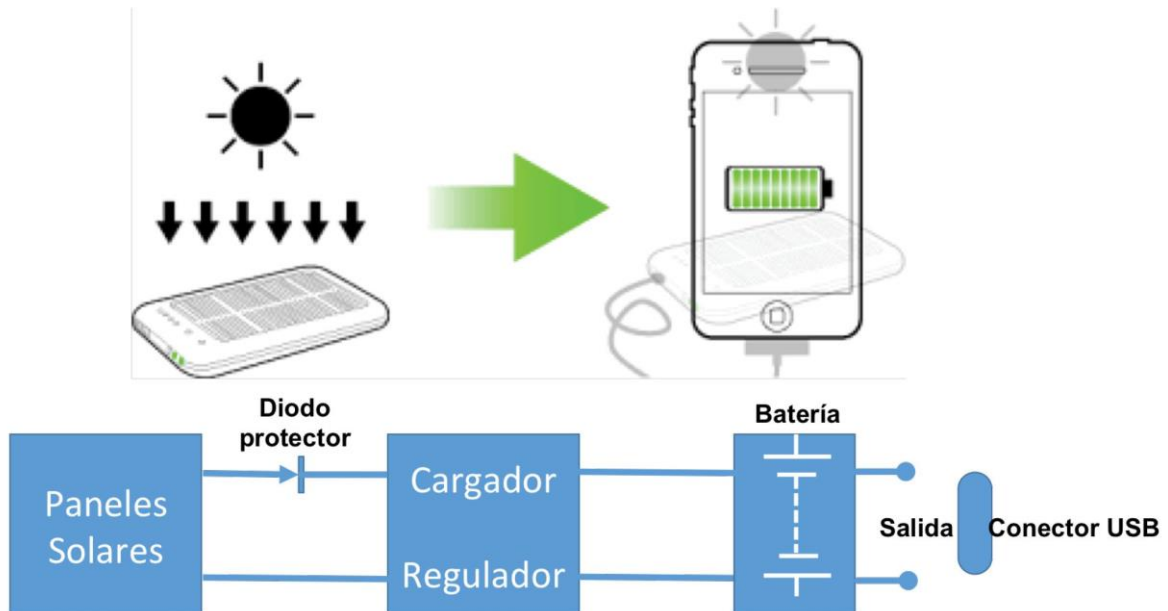 Diodo
protector
Batería
Paneles
Solares
Cargador
Regulador
Salida
Conector USB